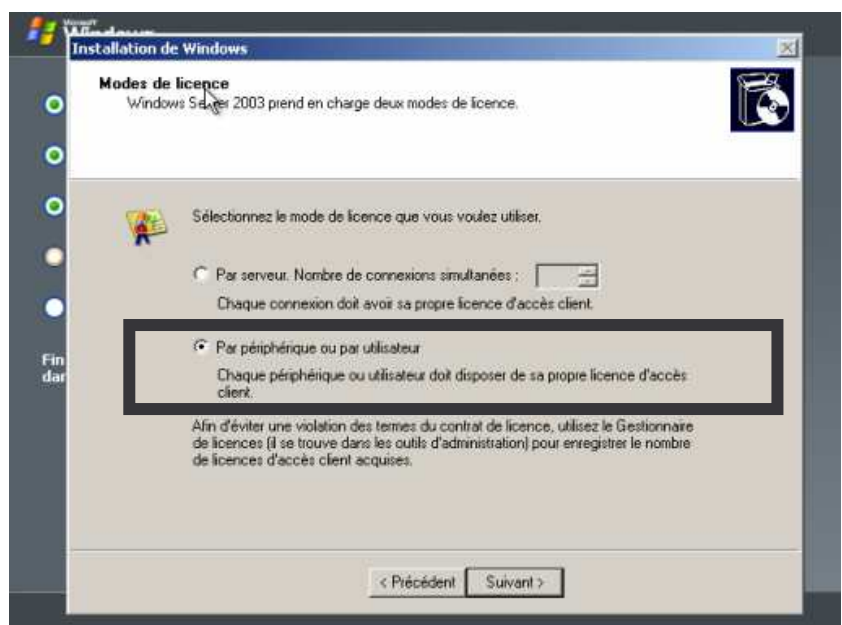 Microsoft
Windows
Installation de Windows
Modes de licence
Windows Server 2003 prend en charge deux modes de licence.
Sélectionnez le mode de licence que vous voulez utiliser.
Par serveur. Nombre de connexions simultanées :
Chaque connexion doit avoir sa propre licence d'accès client.
Par périphérique ou par utilisateur
Chaque périphérique ou utilisateur doit disposer de sa propre licence d'accès
client.
Fin
dar
Afin d'éviter une violation des termes du contrat de licence, utilisez le Gestionnaire
de licences (il se trouve dans les outils d'administration) pour enregistrer le nombre
de licences d'accès client acquises.
< Précédent
Suivant >